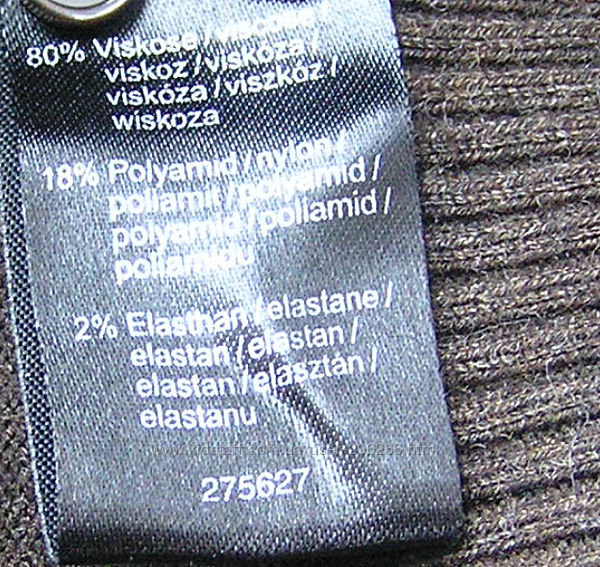 80% Viskose / viscose /
viskoz / viskóza /
viskóza / viszkóz /
wiskoza
18% Polyamid / nylon /
poliamit / polyamid /
polyamid / poliamid /
poliamidu
2% Elasthan / elastane /
elastan / elastan /
elastan / elasztán /
elastanu
275627